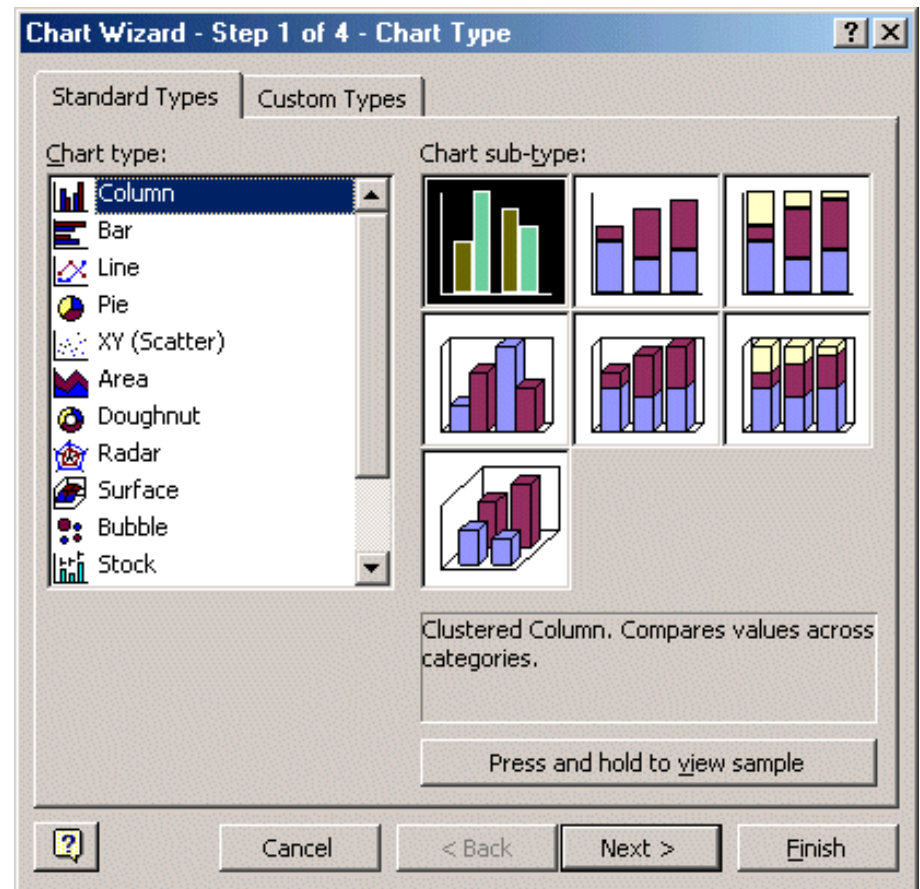 Chart Wizard - Step 1 of 4 - Chart Type
Standard Types
Custom Types
Chart type:
Chart sub-type:
Column
Bar
Line
Pie
XY (Scatter)
Area
Doughnut
Radar
Surface
Bubble
Stock
Clustered Column. Compares values across
categories.
Press and hold to view sample
Cancel
< Back
Next >
Finish